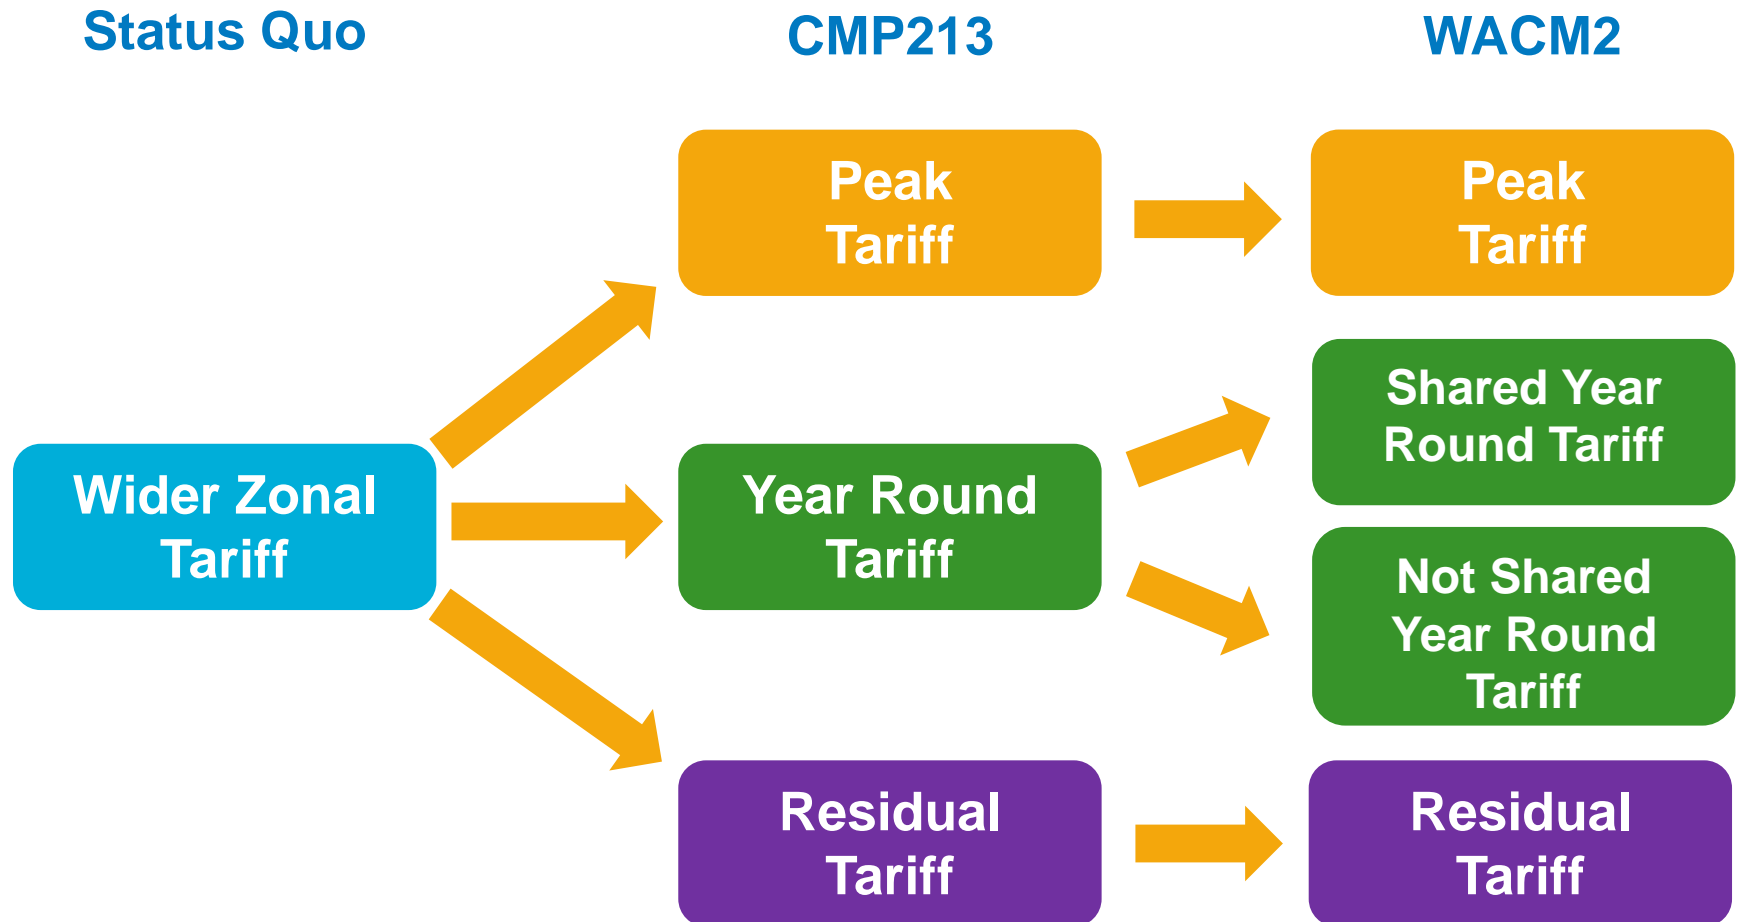 Status Quo
CMP213
WACM2
Peak
Tariff
Peak
Tariff
Wider Zonal
Tariff
Year Round
Tariff
Shared Year
Round Tariff
Not Shared
Year Round
Tariff
Residual
Tariff
Residual
Tariff